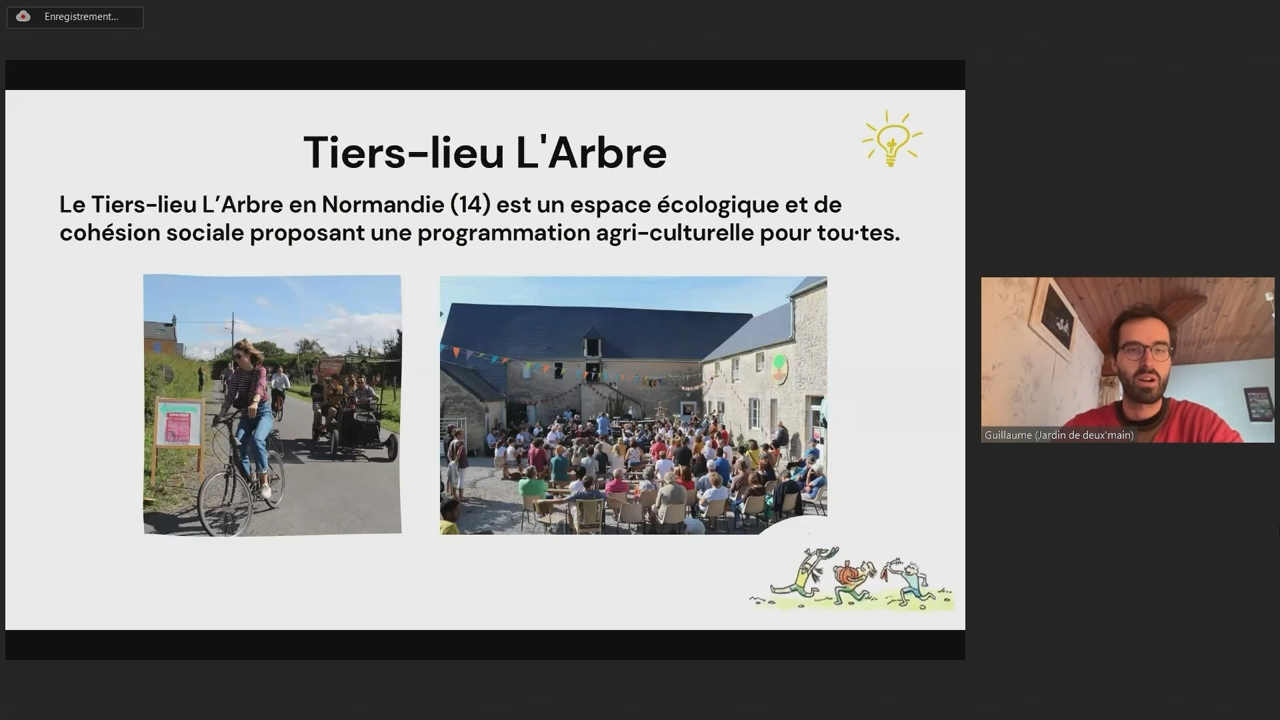 Enregistrement...
Tiers-lieu L'Arbre
Le Tiers-lieu L’Arbre en Normandie (14) est un espace écologique et de
cohésion sociale proposant une programmation agri-culturelle pour tou·tes.
Guillaume (Jardin de deux'main)